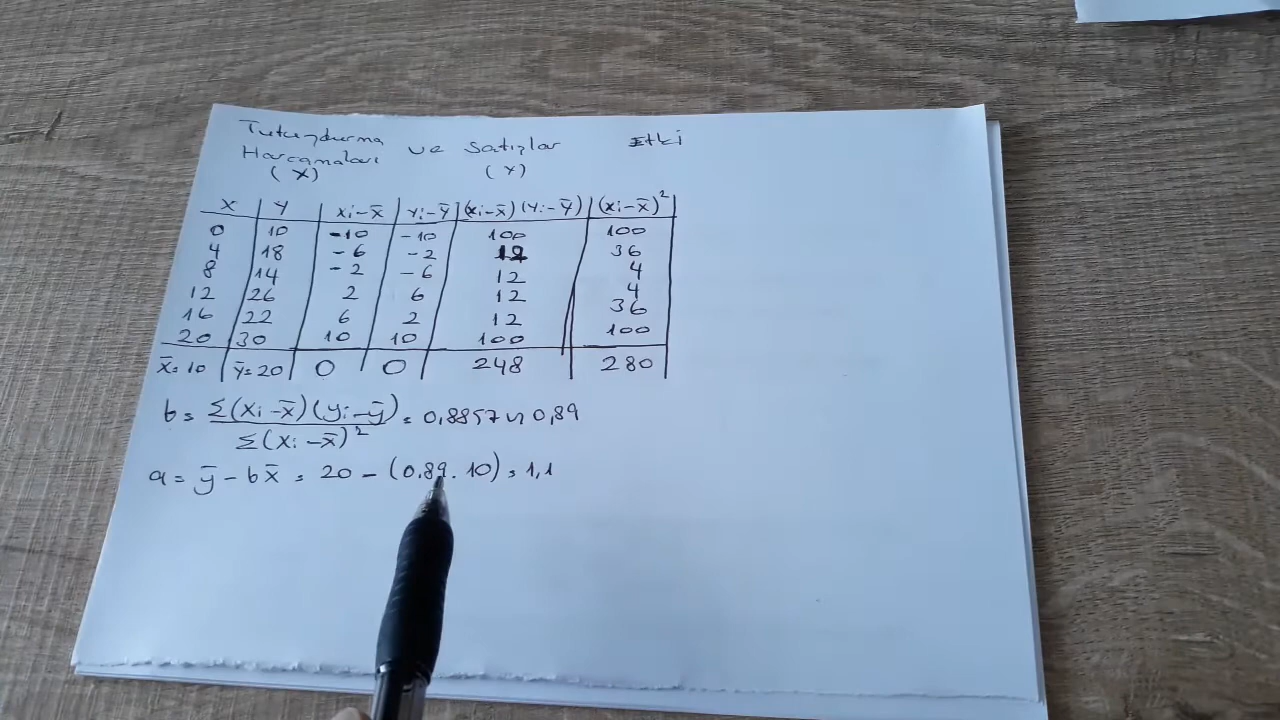 Tutundurma ve Satışlar Etki
Harcamaları
(X) (Y)
X Y Xi-X̄ Yi-Ȳ (Xi-X̄)(Yi-Ȳ) (Xi-X̄)²
0 10 -10 -10 100 100
4 18 -6 -2 12 36
8 14 -2 -6 12 4
12 26 2 6 12 4
16 22 6 2 12 36
20 30 10 10 100 100
X̄=10 Ȳ=20 0 0 248 280
b= Σ(Xi-X̄)(yi-ȳ) = 0,8857 ∿ 0,89
Σ(Xi-X̄)²
a = ȳ - bx̄ = 20 - (0,89.10) = 1,1